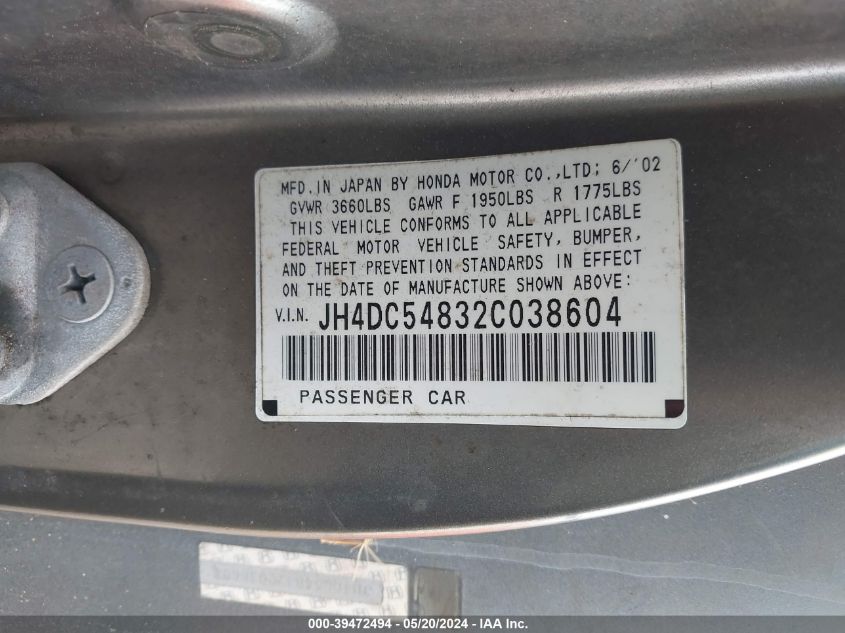 MFD. IN JAPAN BY HONDA MOTOR CO.,LTD; 6/'02
GVWR 3660LBS GAWR F 1950LBS R 1775LBS
THIS VEHICLE CONFORMS TO ALL APPLICABLE
FEDERAL MOTOR VEHICLE SAFETY, BUMPER,
AND THEFT PREVENTION STANDARDS IN EFFECT
ON THE DATE OF MANUFACTURE SHOWN ABOVE:
V.I.N. JH4DC54832C038604
PASSENGER CAR
000-39472494 - 05/20/2024 - IAA Inc.